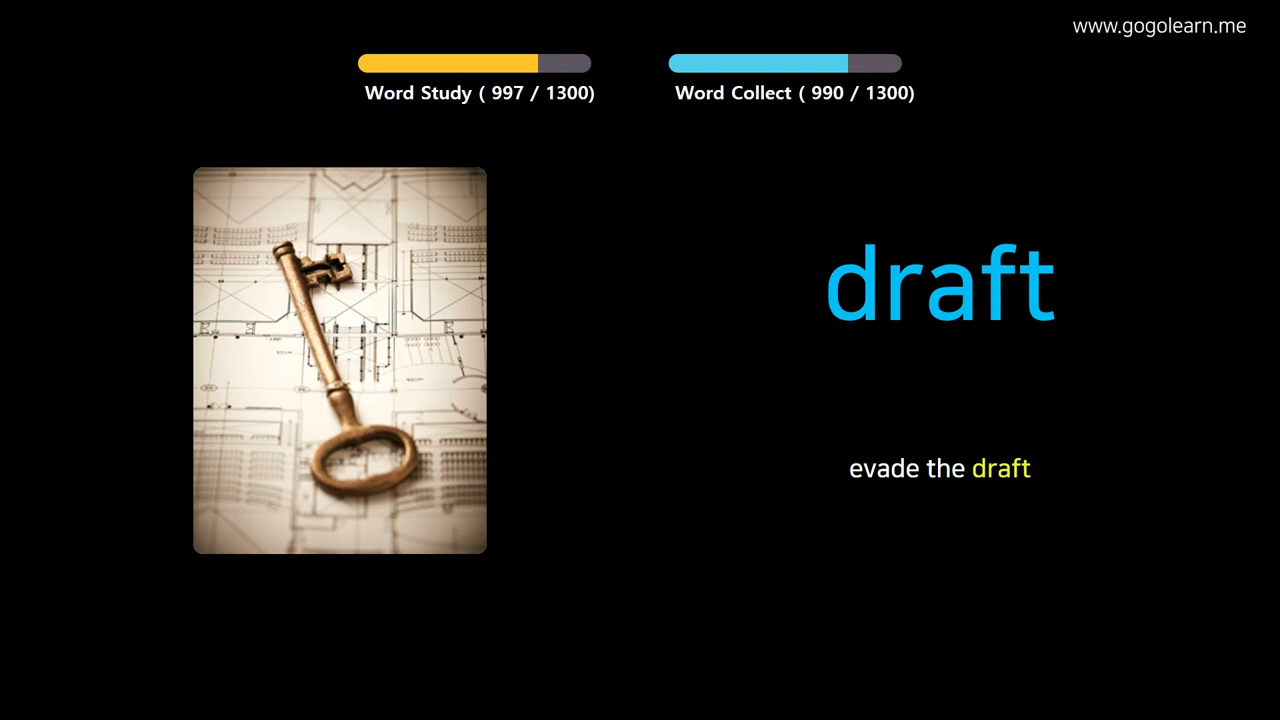 www.gogolearn.me
Word Study ( 997 / 1300)
Word Collect ( 990 / 1300)
draft
evade the draft